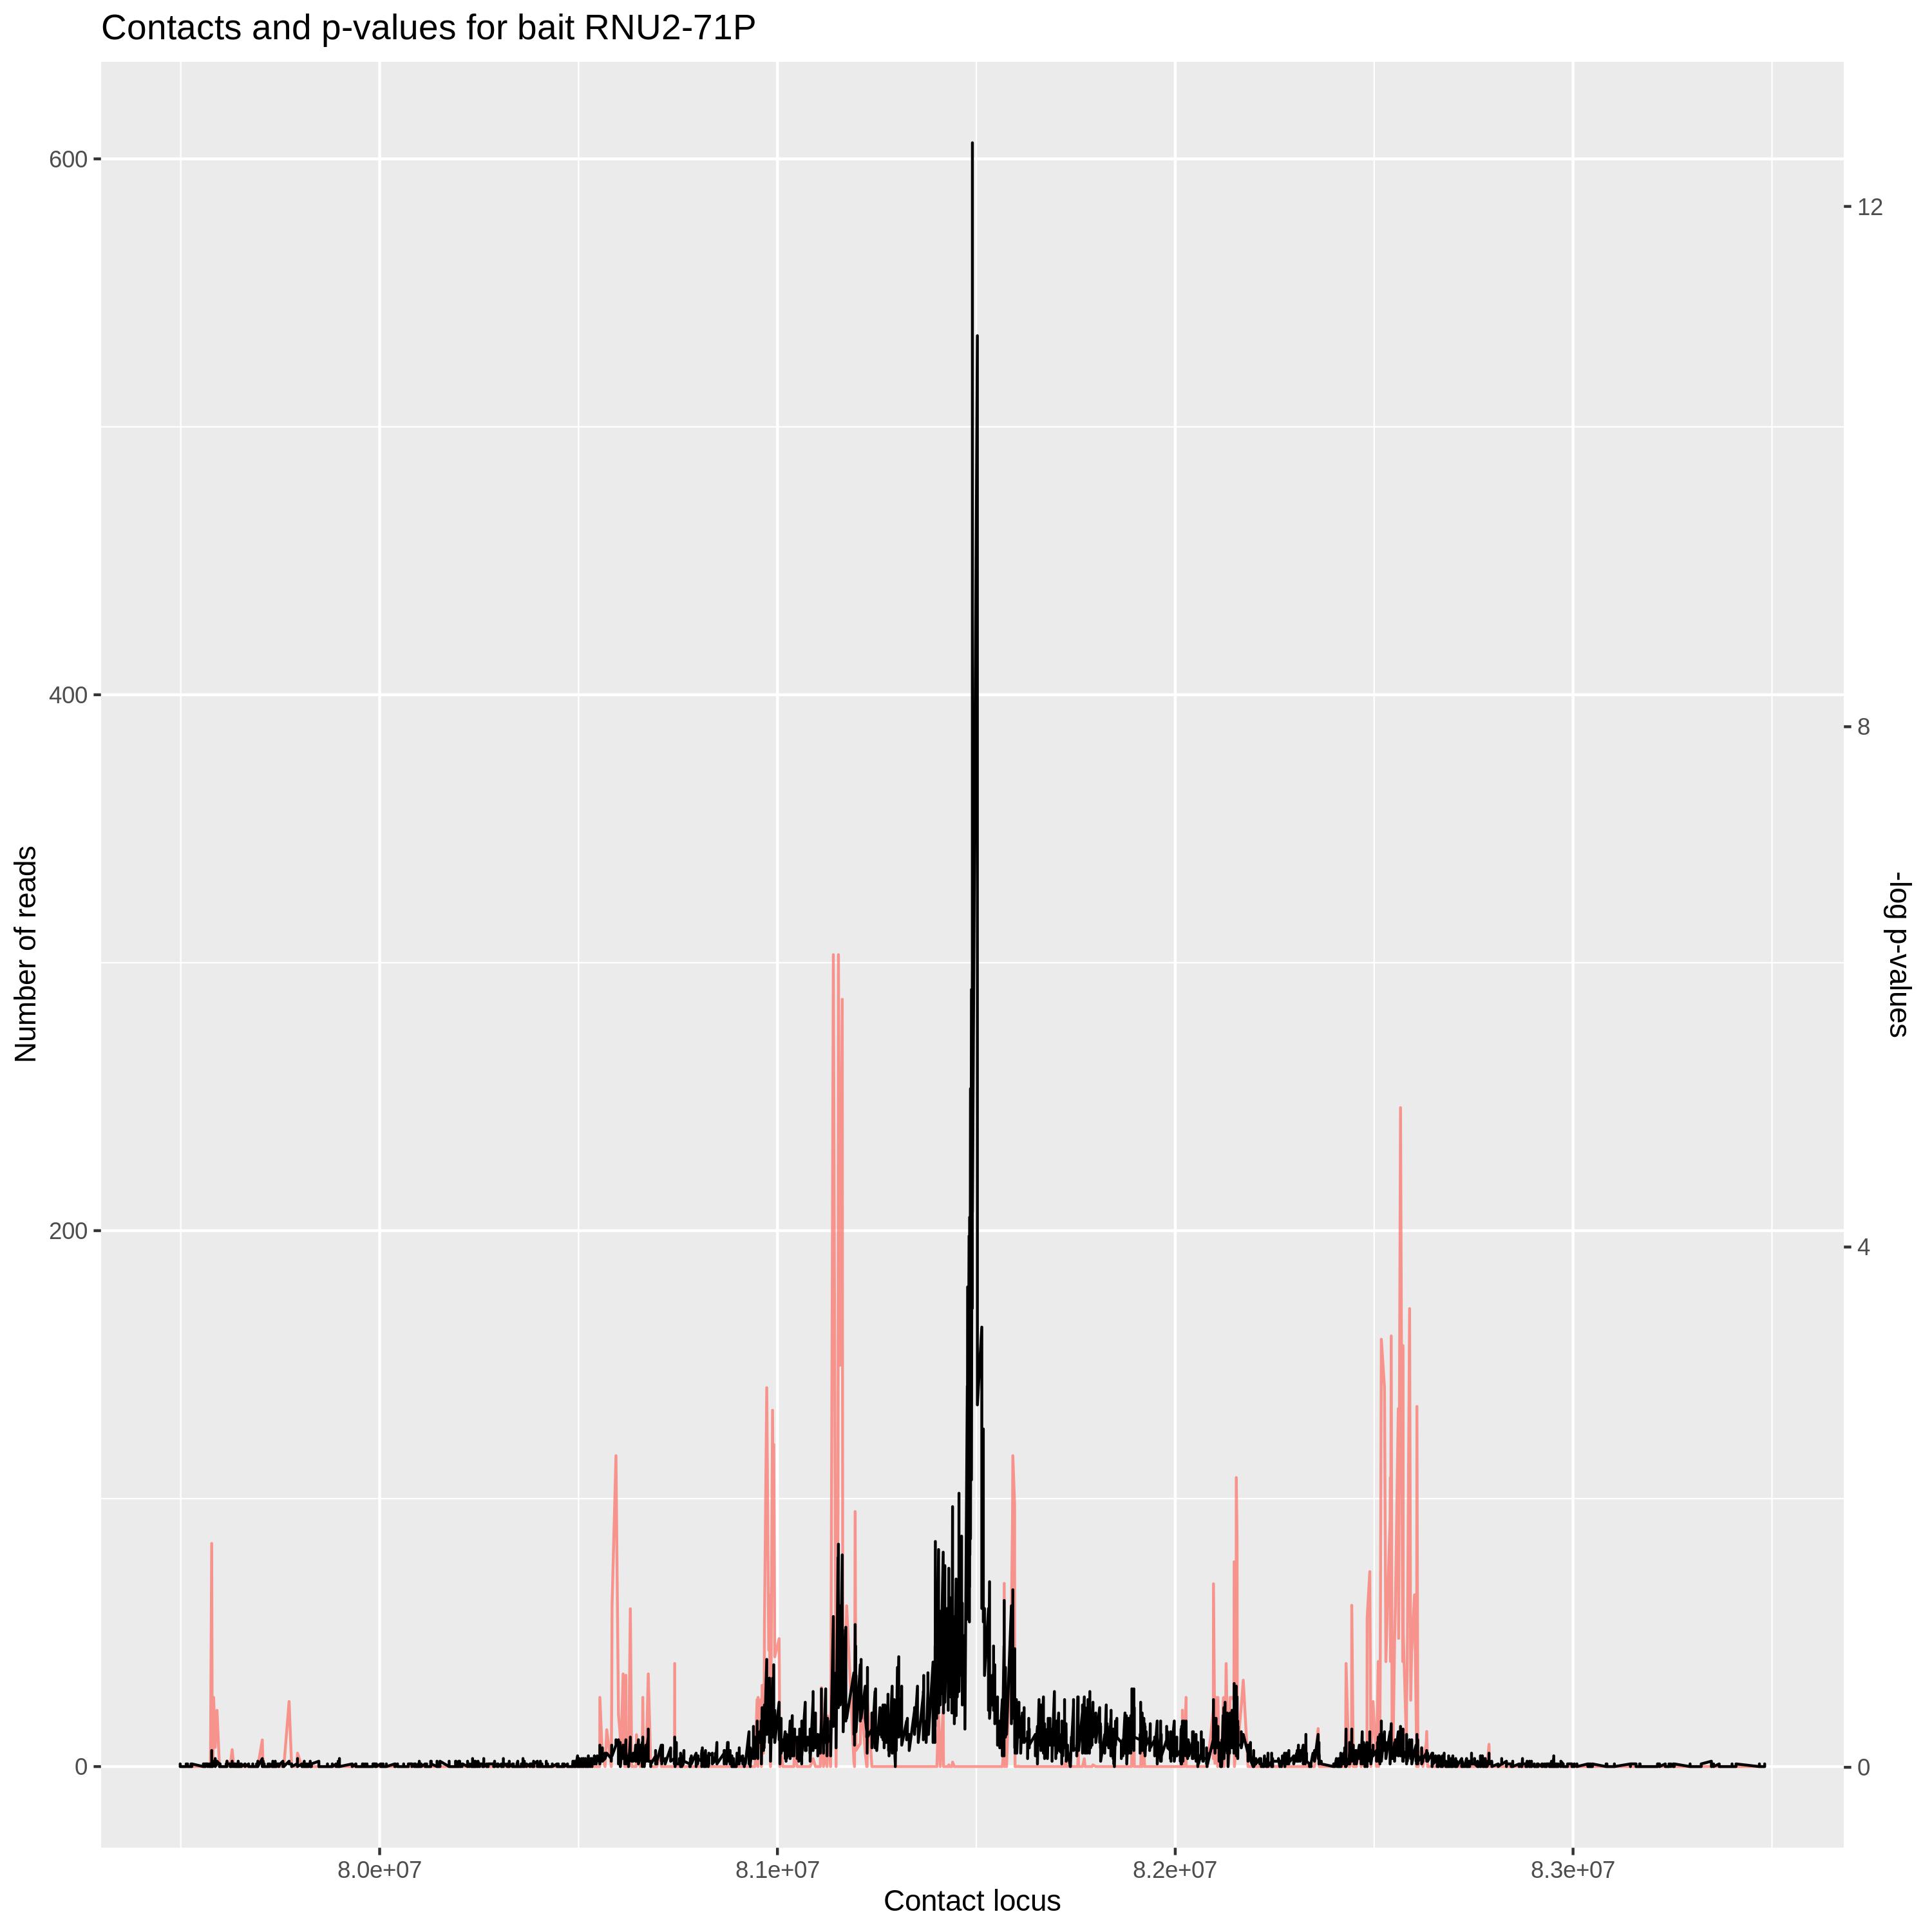 Contacts and p-values for bait RNU2-71P
600
400
200
0
Number of reads
12
8
4
0
-log p-values
8.0e+07
8.1e+07
8.2e+07
8.3e+07
Contact locus